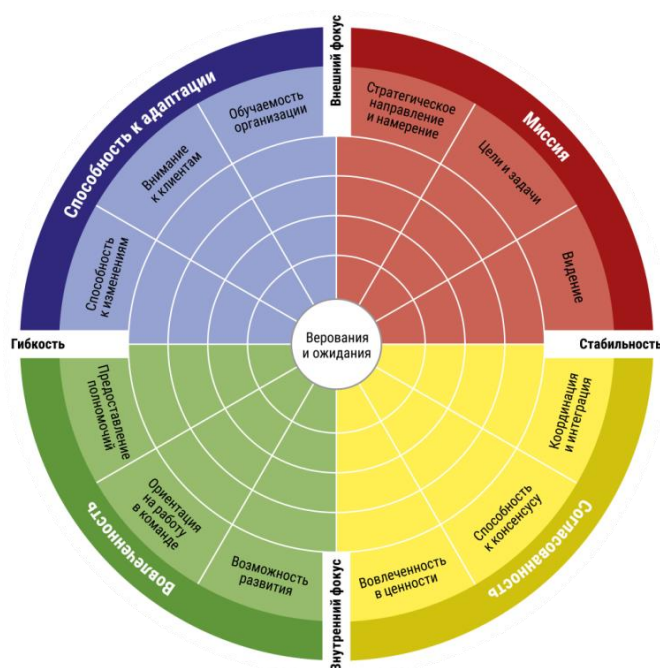 Внешний фокус
Способность к адаптации
Обучаемость
организации
Внимание
к клиентам
Способность
к изменениям
Миссия
Стратегическое
направление
и намерение
Цели и задачи
Видение
Гибкость
Верования
и ожидания
Стабильность
Вовлеченность
Предоставление
полномочий
Ориентация
на работу
в команде
Возможность
развития
Согласованность
Координация
и интеграция
Способность
к консенсусу
Вовлеченность
в ценности
Внутренний фокус